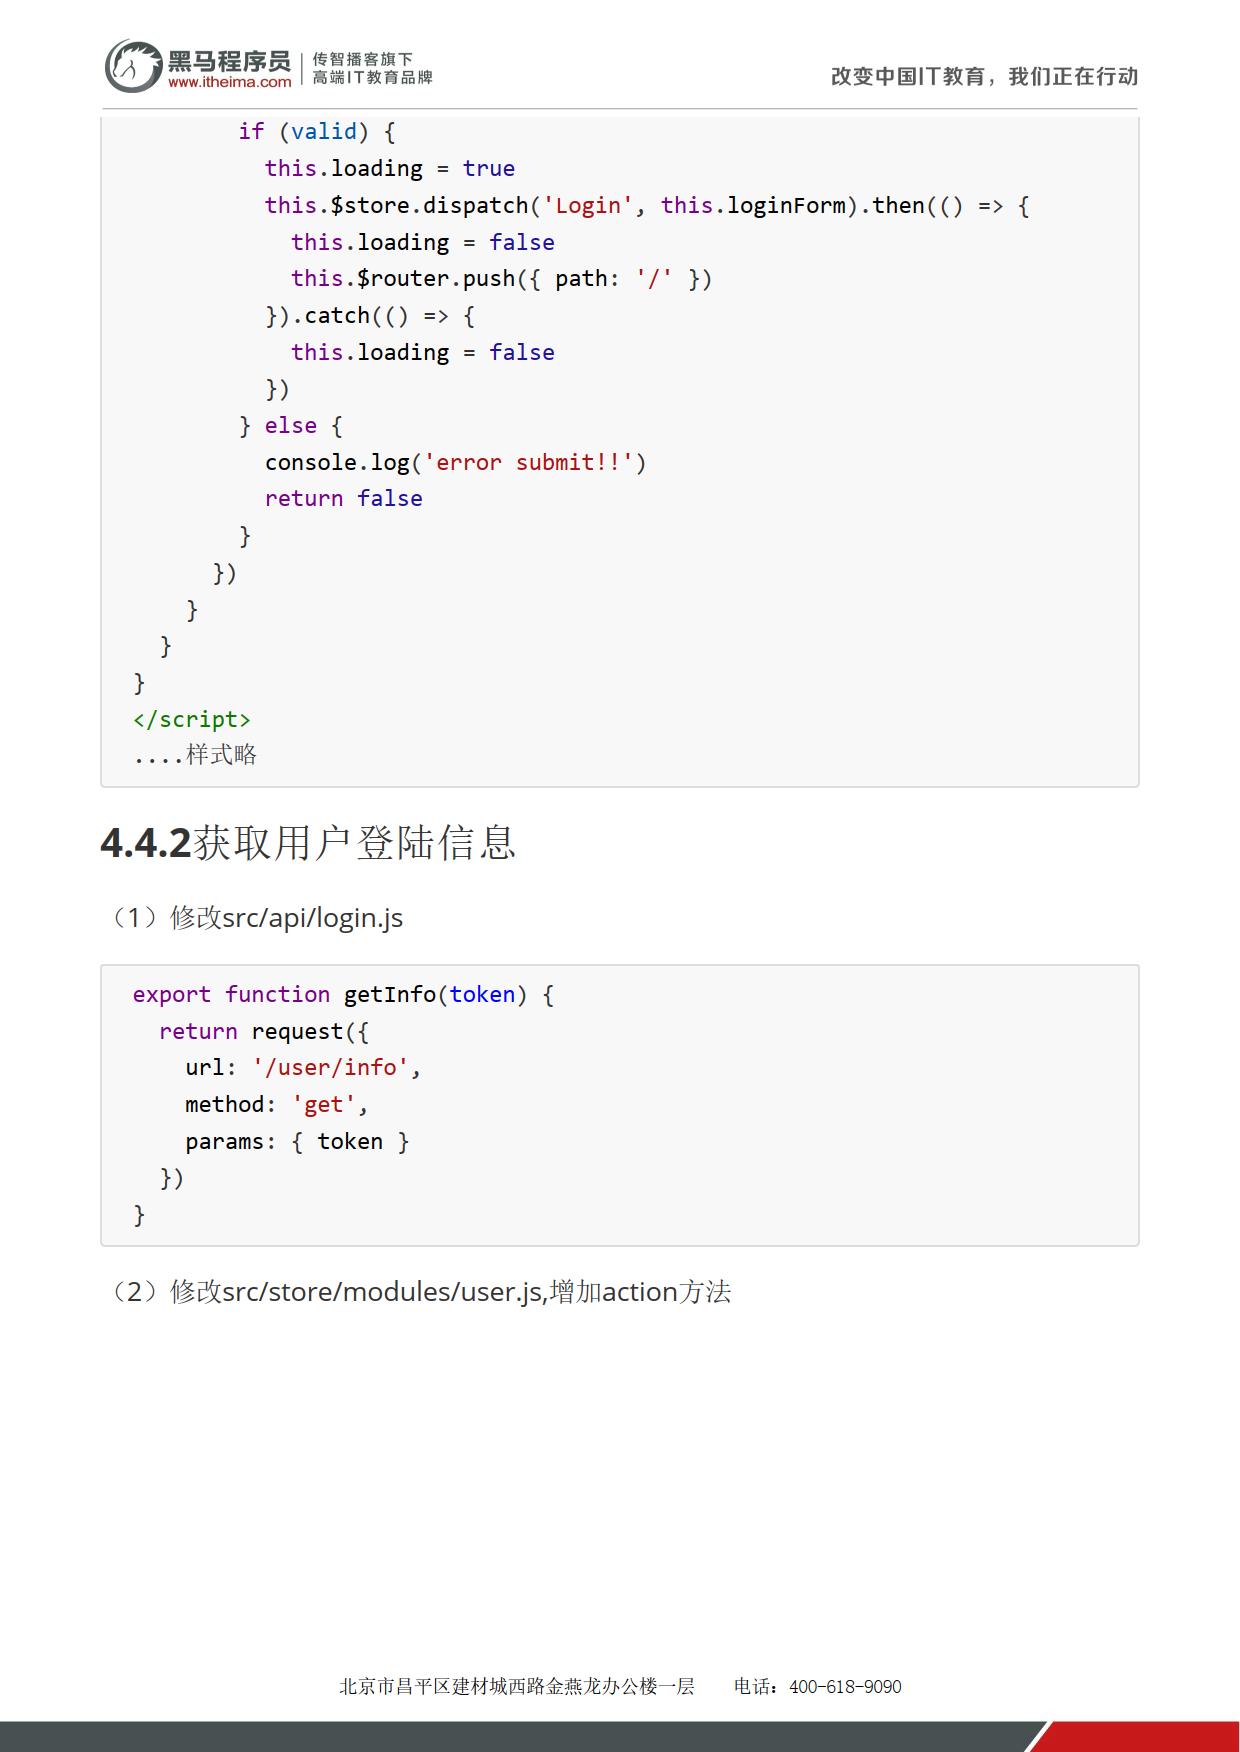 黑马程序员
www.itheima.com
传智播客旗下
高端IT教育品牌
改变中国IT教育，我们正在行动
        if (valid) {
          this.loading = true
          this.$store.dispatch('Login', this.loginForm).then(() => {
            this.loading = false
            this.$router.push({ path: '/' })
          }).catch(() => {
            this.loading = false
          })
        } else {
          console.log('error submit!!')
          return false
        }
      })
    }
  }
}
</script>
....样式略
4.4.2获取用户登陆信息
（1）修改src/api/login.js
export function getInfo(token) {
  return request({
    url: '/user/info',
    method: 'get',
    params: { token }
  })
}
（2）修改src/store/modules/user.js,增加action方法
北京市昌平区建材城西路金燕龙办公楼一层  电话：400-618-9090